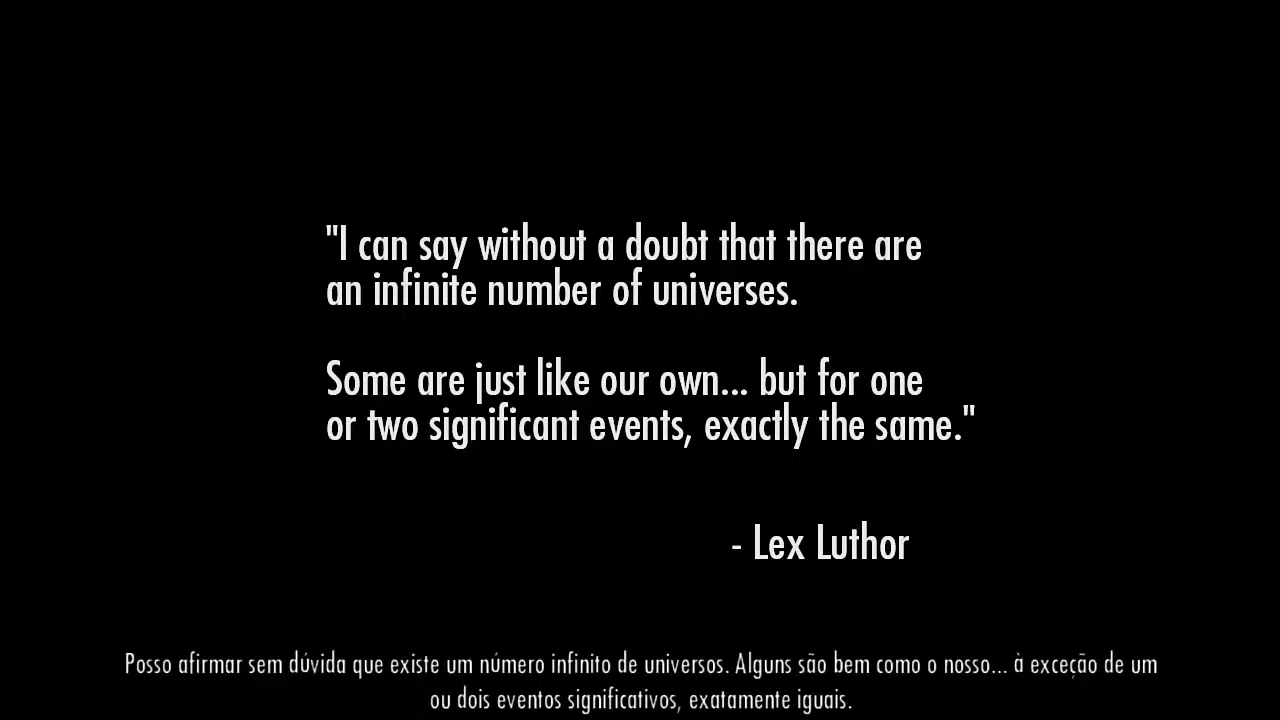 "I can say without a doubt that there are
an infinite number of universes.
Some are just like our own... but for one
or two significant events, exactly the same."
- Lex Luthor
Posso afirmar sem dúvida que existe um número infinito de universos. Alguns são bem como o nosso... à exceção de um
ou dois eventos significativos, exatamente iguais.